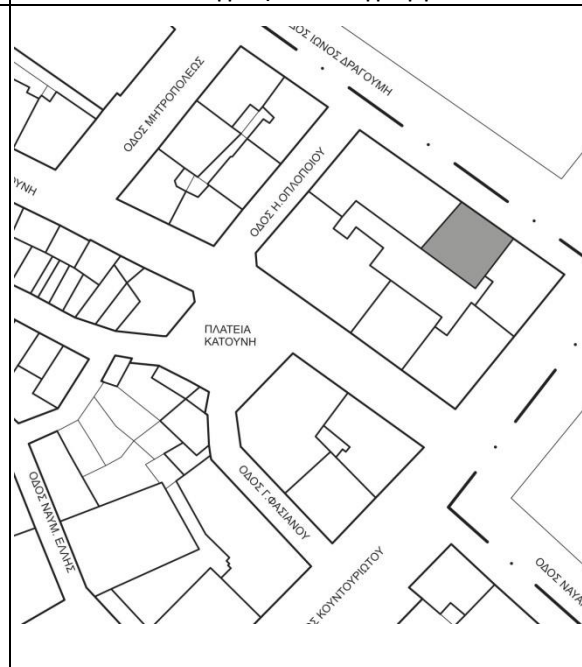 ΟΔΟΣ ΙΩΝΟΣ ΔΡΑΓΟΥΜΗ
ΟΔΟΣ ΜΗΤΡΟΠΟΛΕΩΣ
ΟΔΟΣ Η.ΟΠΛΟΠΟΙΟΥ
ΠΛΑΤΕΙΑ
ΚΑΤΟΥΝΗ
ΟΔΟΣ ΝΑΥΜ. ΕΛΛΗΣ
ΟΔΟΣ Γ.ΦΑΣΙΑΝΟΥ
ΚΟΥΝΤΟΥΡΙΩΤΟΥ